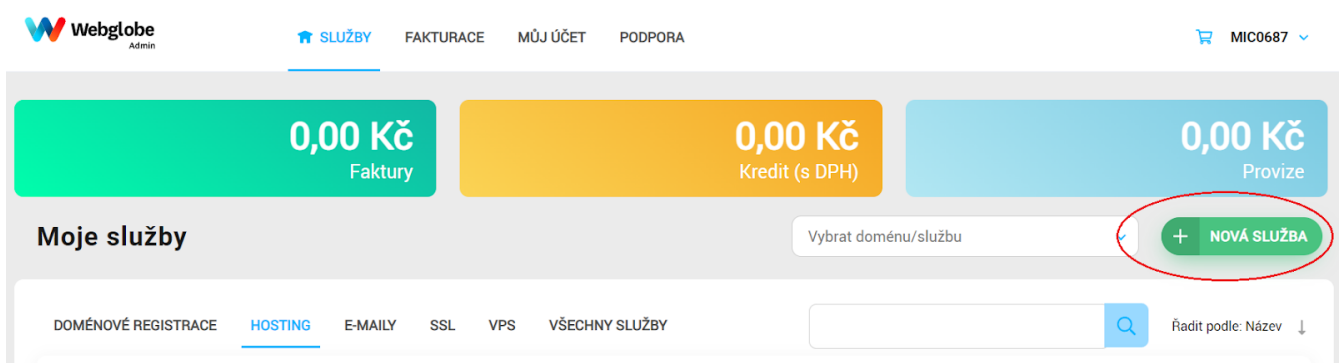 Webglobe
Admin
SLUŽBY FAKTURACE MŮJ ÚČET PODPORA MIC0687
0,00 Kč 0,00 Kč 0,00 Kč
Faktury Kredit (s DPH) Provize
Moje služby Vybrat doménu/službu + NOVÁ SLUŽBA
DOMÉNOVÉ REGISTRACE HOSTING E-MAILY SSL VPS VŠECHNY SLUŽBY Řadit podle: Název ↓